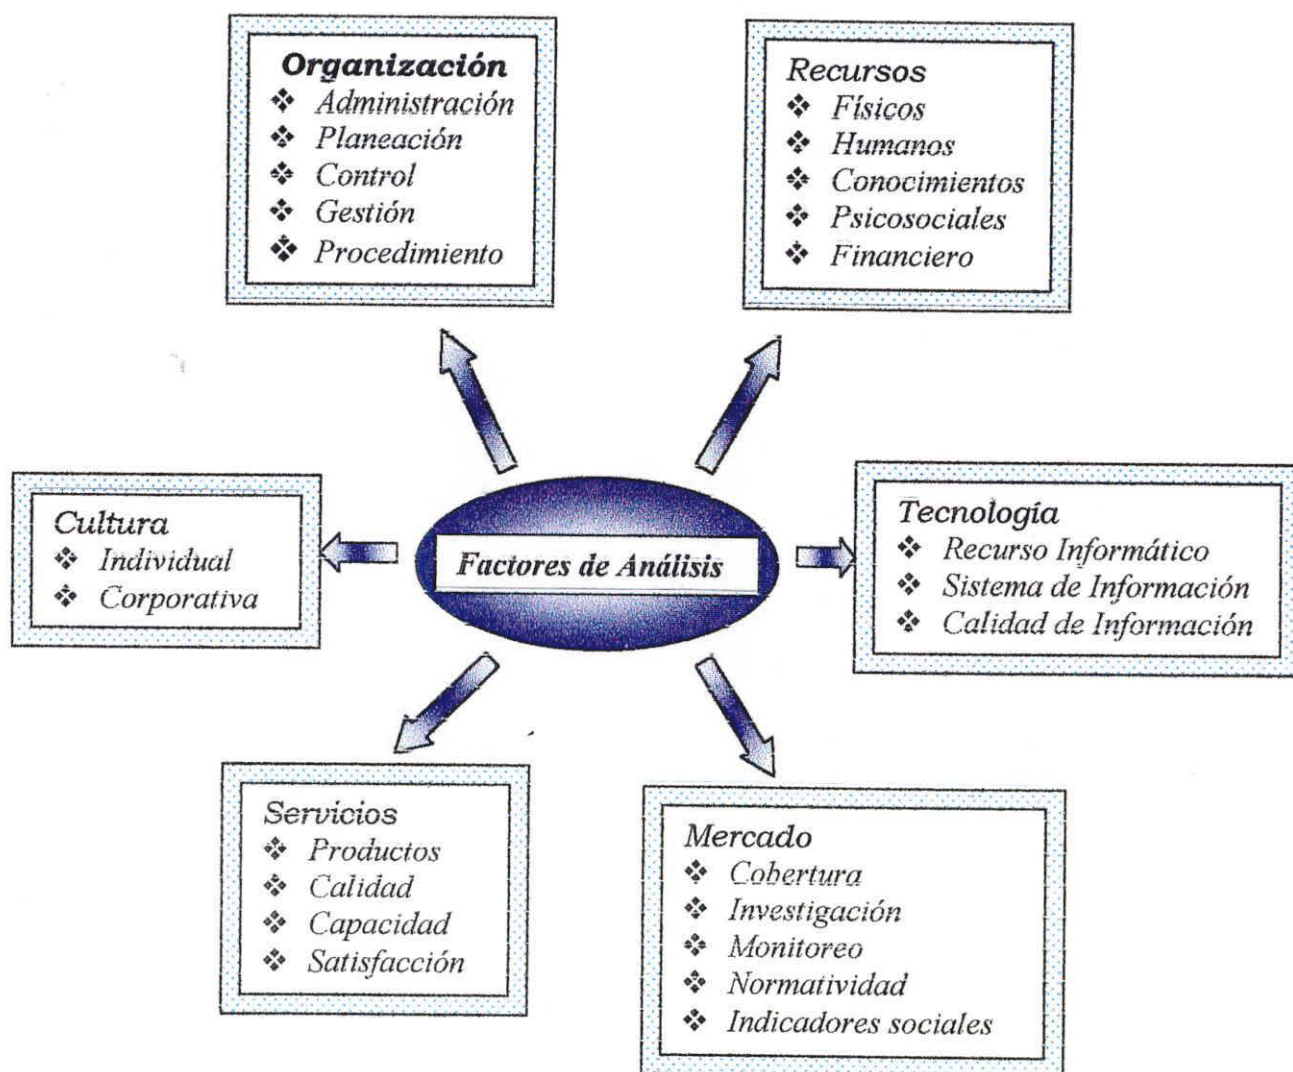 Organización
❖ Administración
❖ Planeación
❖ Control
❖ Gestión
❖ Procedimiento
Recursos
❖ Físicos
❖ Humanos
❖ Conocimientos
❖ Psicosociales
❖ Financiero
Cultura
❖ Individual
❖ Corporativa
Factores de Análisis
Tecnología
❖ Recurso Informático
❖ Sistema de Información
❖ Calidad de Información
Servicios
❖ Productos
❖ Calidad
❖ Capacidad
❖ Satisfacción
Mercado
❖ Cobertura
❖ Investigación
❖ Monitoreo
❖ Normatividad
❖ Indicadores sociales